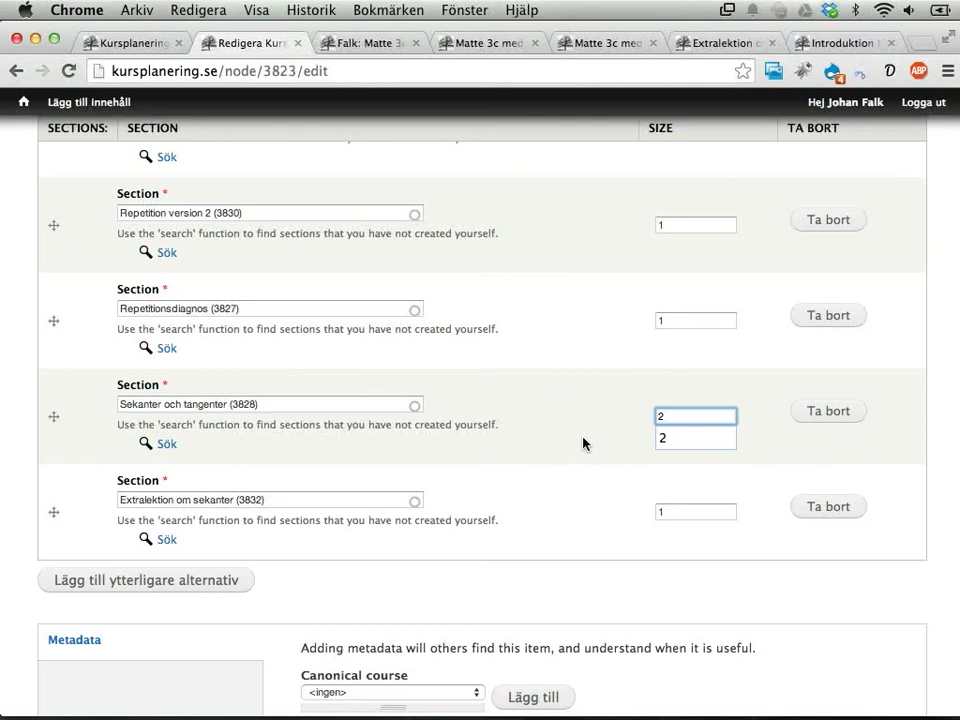 Chrome Arkiv Redigera Visa Historik Bokmärken Fönster Hjälp
Kursplanering Redigera Kurs Falk: Matte 3c Matte 3c med Matte 3c med Extralektion o Introduktion
kursplanering.se/node/3823/edit 4 D ABP
Lägg till innehåll Hej Johan Falk Logga ut
SECTIONS: SECTION SIZE TA BORT
Sök
Section *
Repetition version 2 (3830) 1 Ta bort
Use the 'search' function to find sections that you have not created yourself.
Sök
Section *
Repetitionsdiagnos (3827) 1 Ta bort
Use the 'search' function to find sections that you have not created yourself.
Sök
Section *
Sekanter och tangenter (3828) 2 Ta bort
Use the 'search' function to find sections that you have not created yourself.
2
Sök
Section *
Extralektion om sekanter (3832) 1 Ta bort
Use the 'search' function to find sections that you have not created yourself.
Sök
Lägg till ytterligare alternativ
Metadata
Adding metadata will others find this item, and understand when it is useful.
Canonical course
<ingen> Lägg till